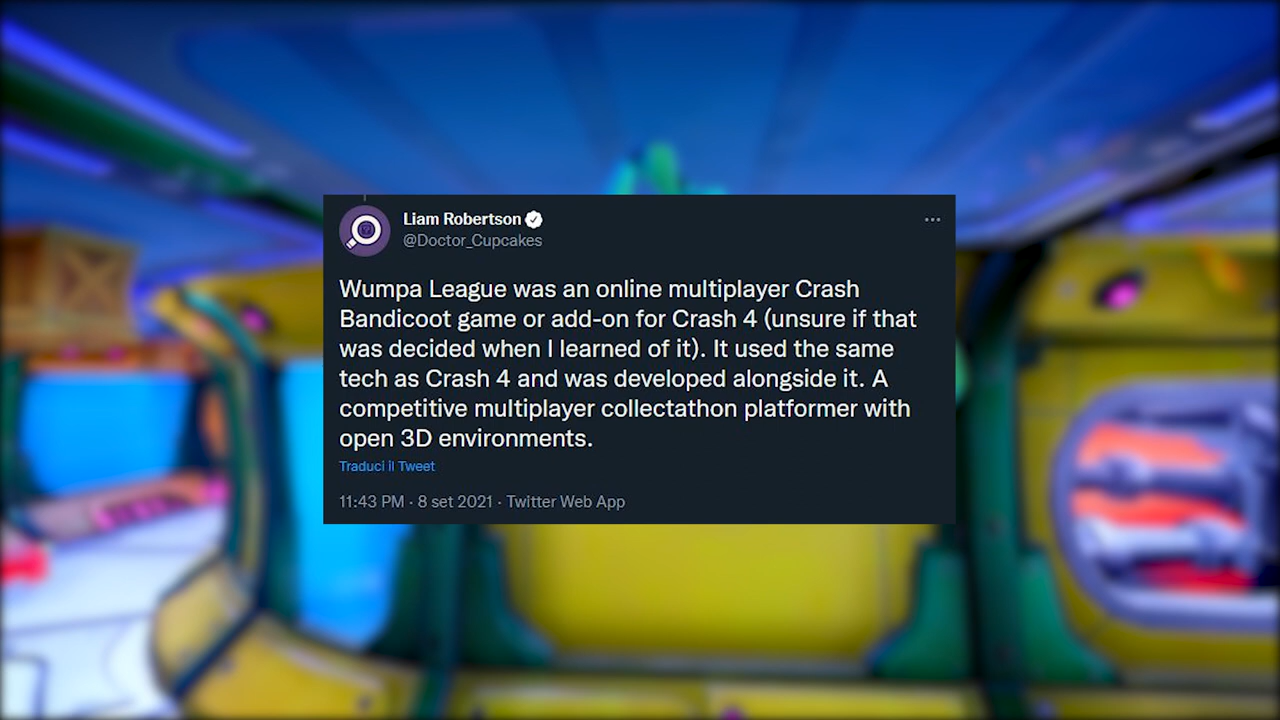 Liam Robertson
@Doctor_Cupcakes
Wumpa League was an online multiplayer Crash
Bandicoot game or add-on for Crash 4 (unsure if that
was decided when I learned of it). It used the same
tech as Crash 4 and was developed alongside it. A
competitive multiplayer collectathon platformer with
open 3D environments.
Traduci il Tweet
11:43 PM · 8 set 2021 · Twitter Web App